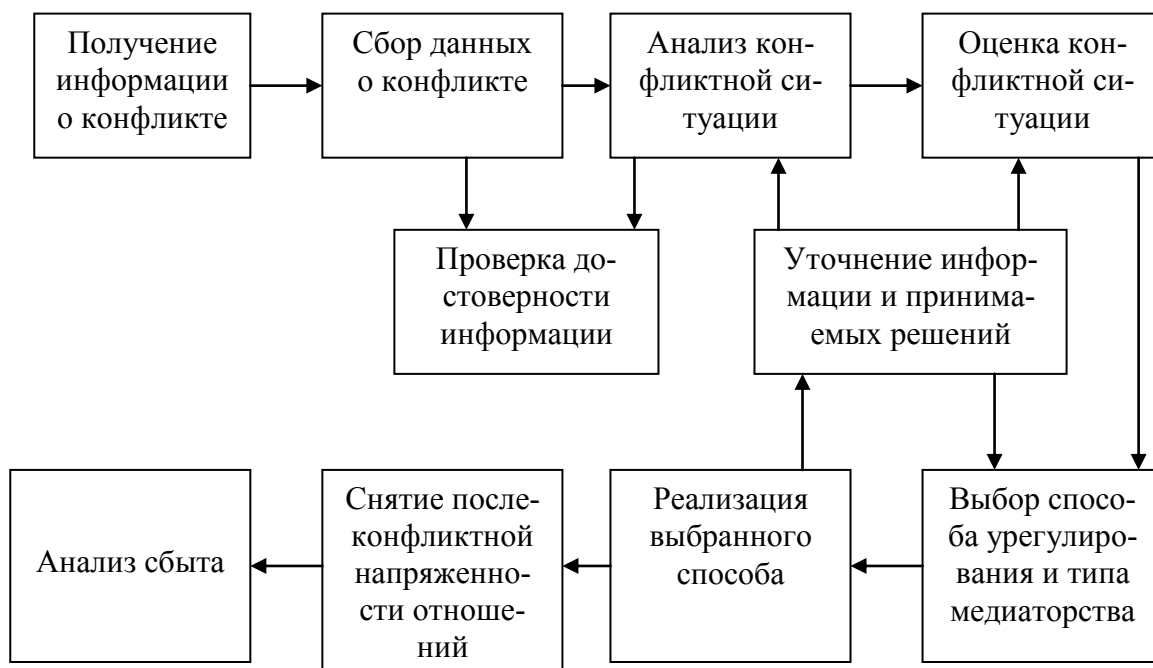 Получение
информации
о конфликте
Сбор данных
о конфликте
Анализ кон-
фликтной си-
туации
Оценка кон-
фликтной си-
туации
Проверка до-
стоверности
информации
Уточнение инфор-
мации и принима-
емых решений
Анализ сбыта
Снятие после-
конфликтной
напряженно-
сти отноше-
ний
Реализация
выбранного
способа
Выбор спосо-
ба урегулиро-
вания и типа
медиаторства